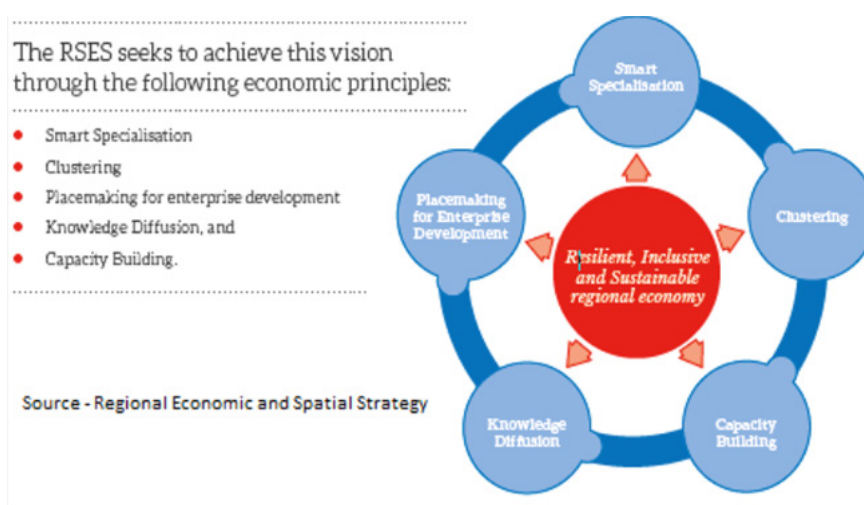 The RSES seeks to achieve this vision
through the following economic principles:
Smart Specialisation
Clustering
Placemaking for enterprise development
Knowledge Diffusion, and
Capacity Building.
Source - Regional Economic and Spatial Strategy
Smart
Specialisation
Placemaking
for Enterprise
Development
Clustering
Resilient, Inclusive
and Sustainable
regional economy
Knowledge
Diffusion
Capacity
Building